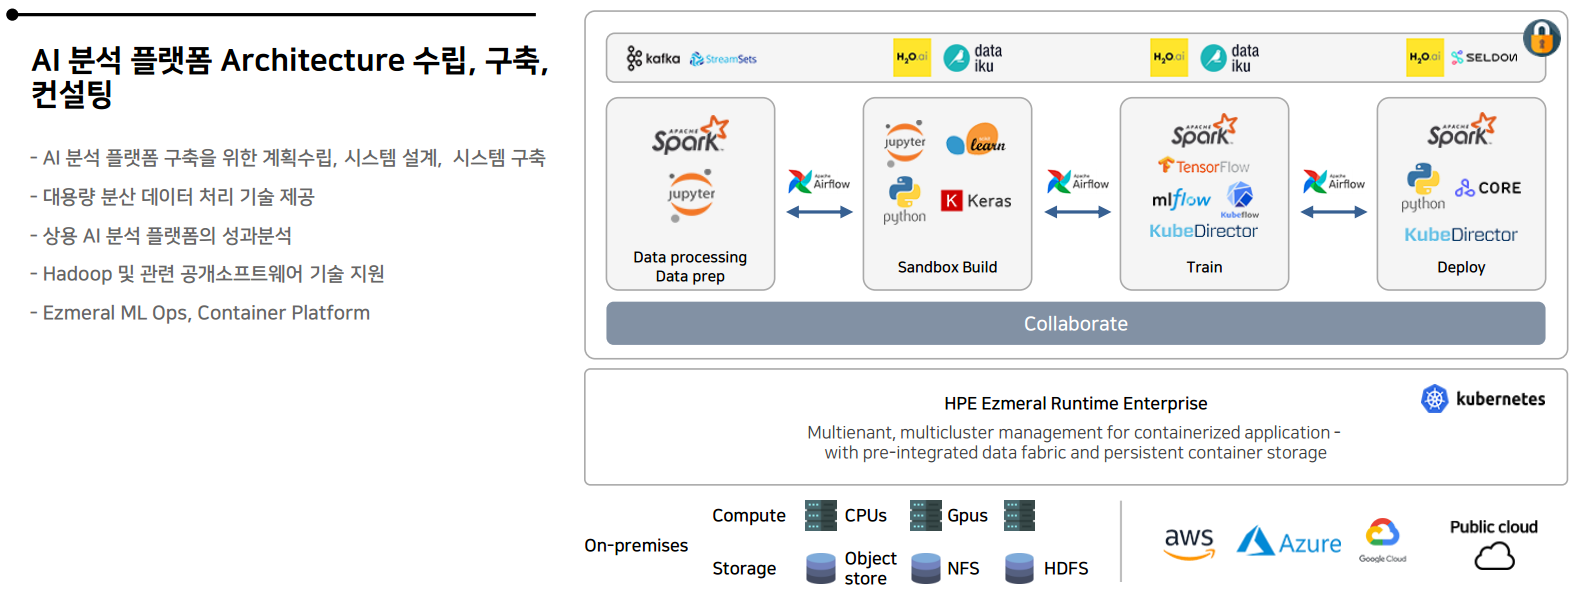 AI 분석 플랫폼 Architecture 수립, 구축,
컨설팅
- AI 분석 플랫폼 구축을 위한 계획수립, 시스템 설계, 시스템 구축
- 대용량 분산 데이터 처리 기술 제공
- 상용 AI 분석 플랫폼의 성과분석
- Hadoop 및 관련 공개소프트웨어 기술 지원
- Ezmeral ML Ops, Container Platform
kafka StreamSets
H2O.ai data iku
H2O.ai data iku
H2O.ai SELDON
APACHE Spark
jupyter
Data processing
Data prep
Apache Airflow
jupyter learn
python K Keras
Sandbox Build
Apache Airflow
APACHE Spark
TensorFlow
mlflow Kubeflow
KubeDirector
Train
Apache Airflow
APACHE Spark
python CORE
KubeDirector
Deploy
Collaborate
HPE Ezmeral Runtime Enterprise
kubernetes
Multienant, multicluster management for containerized application -
with pre-integrated data fabric and persistent container storage
On-premises
Compute CPUs Gpus
Storage Object store NFS HDFS
aws Azure Google Cloud
Public cloud